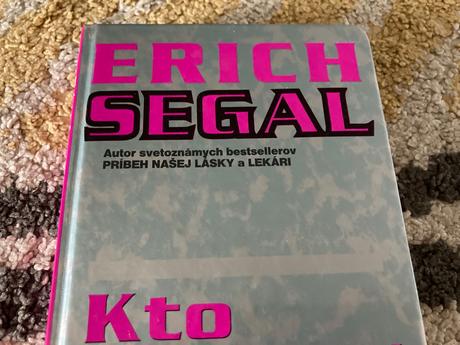 ERICH
SEGAL
Autor svetoznámych bestsellerov
PRÍBEH NAŠEJ LÁSKY a LEKÁRI
Kto